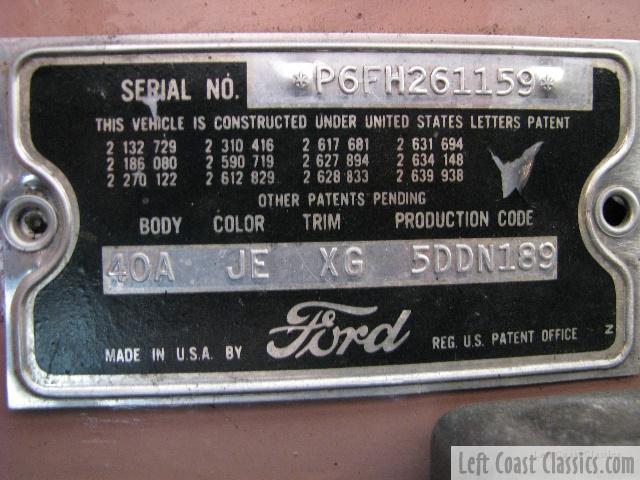 SERIAL NO. *P6FH261159*
THIS VEHICLE IS CONSTRUCTED UNDER UNITED STATES LETTERS PATENT
2 132 729 2 310 416 2 617 681 2 631 694
2 186 080 2 590 719 2 627 894 2 634 148
2 270 122 2 612 829 2 628 833 2 639 938
OTHER PATENTS PENDING
BODY COLOR TRIM PRODUCTION CODE
40A JE XG 5DDN189
MADE IN U.S.A. BY Ford REG. U.S. PATENT OFFICE N
Left Coast Classics.com